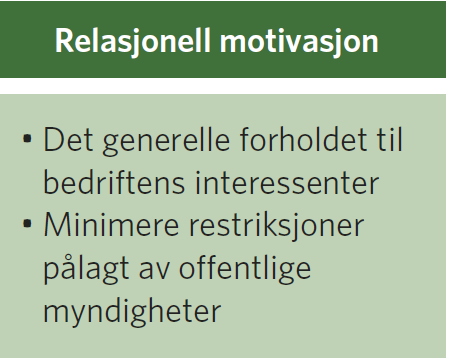 Relasjonell motivasjon
• Det generelle forholdet til
bedriftens interessenter
• Minimere restriksjoner
pålagt av offentlige
myndigheter